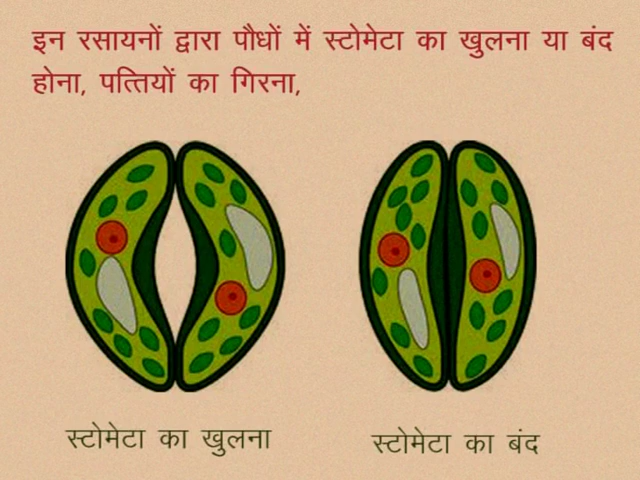 इन रसायनों द्वारा पौधों में स्टोमेटा का खुलना या बंद
होना, पत्तियों का गिरना,
स्टोमेटा का खुलना
स्टोमेटा का बंद